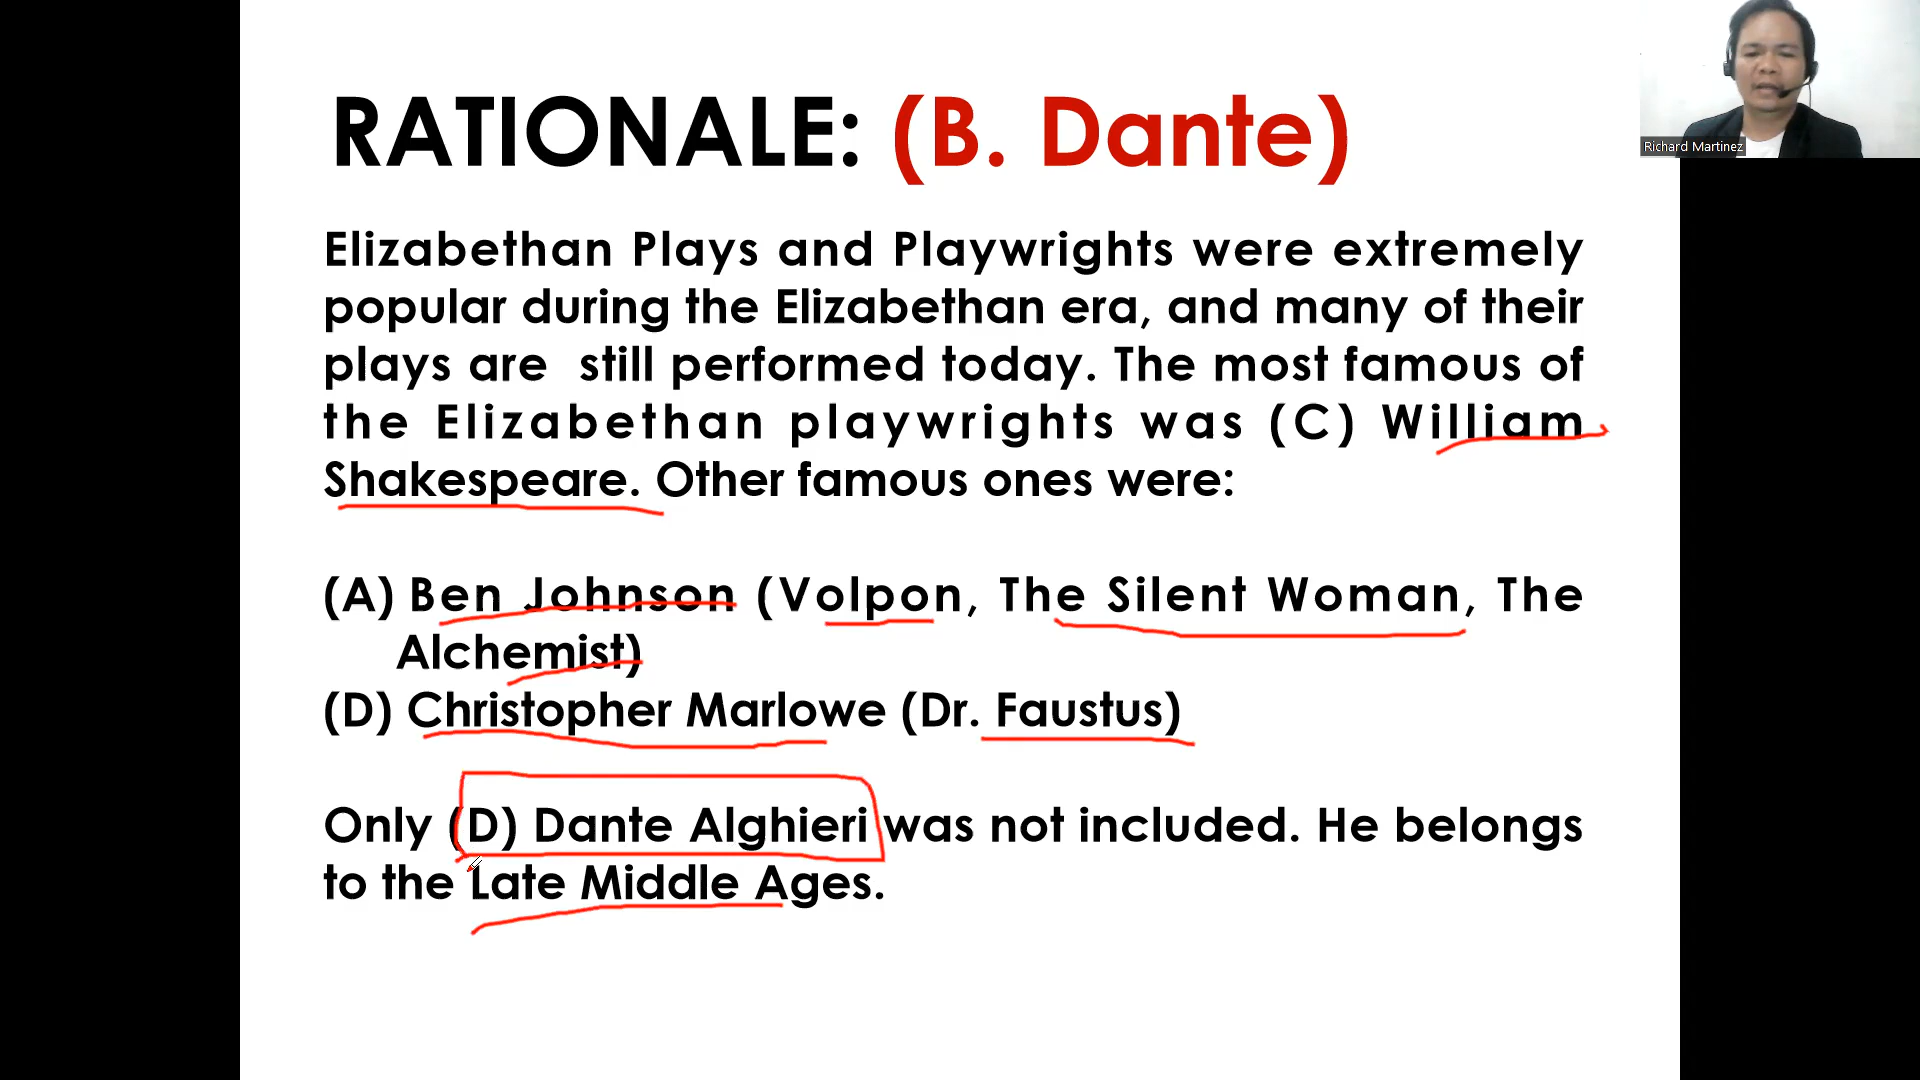 RATIONALE: (B. Dante)
Richard Martinez
Elizabethan Plays and Playwrights were extremely
popular during the Elizabethan era, and many of their
plays are still performed today. The most famous of
the Elizabethan playwrights was (C) William
Shakespeare. Other famous ones were:
(A) Ben Johnson (Volpon, The Silent Woman, The
Alchemist)
(D) Christopher Marlowe (Dr. Faustus)
Only (D) Dante Alghieri was not included. He belongs
to the Late Middle Ages.